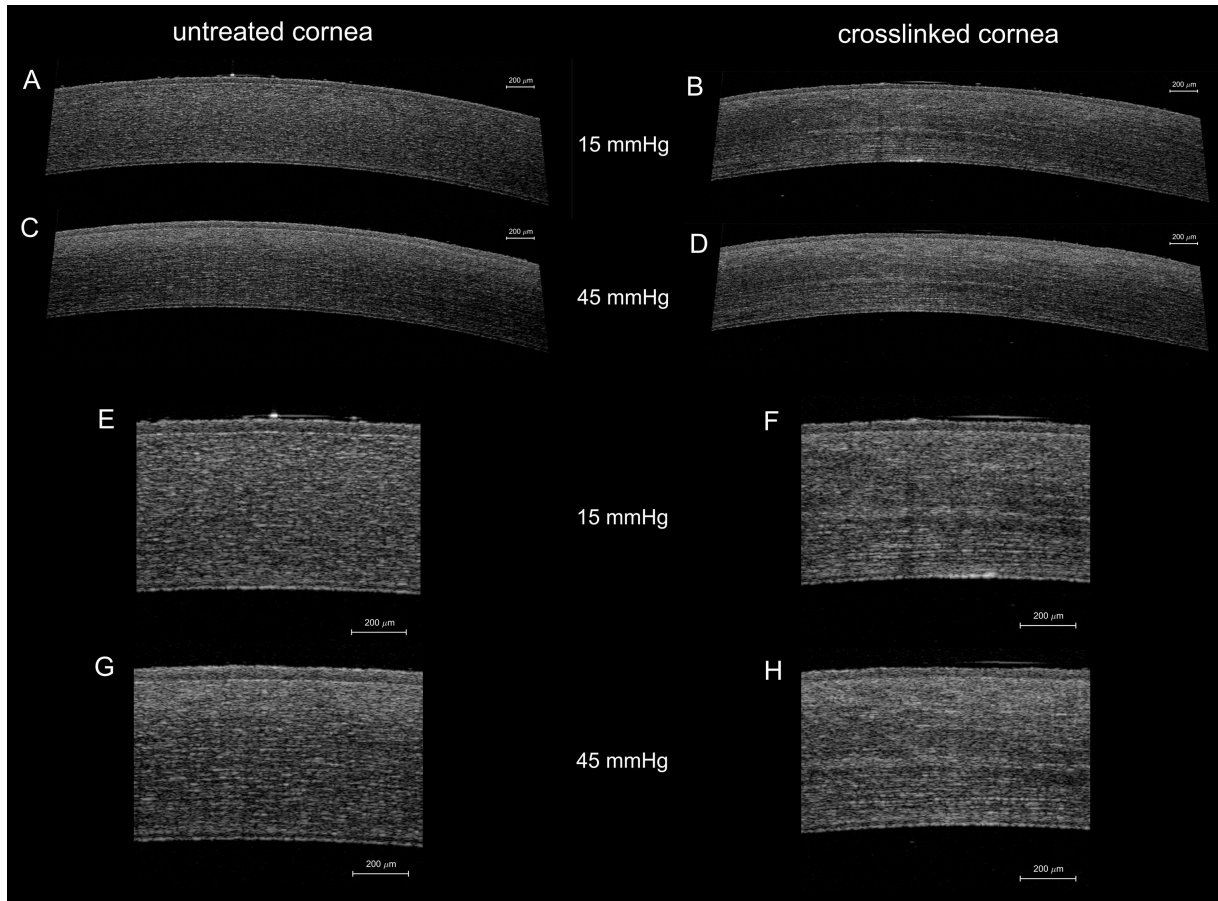 untreated cornea
crosslinked cornea
A
200 µm
B
200 µm
15 mmHg
C
200 µm
D
200 µm
45 mmHg
E
F
15 mmHg
200 µm
200 µm
G
H
45 mmHg
200 µm
200 µm